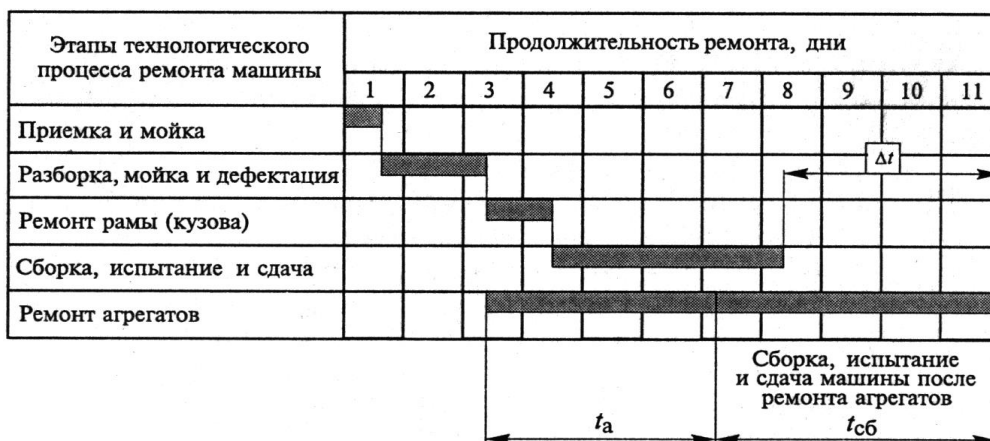 Этапы технологического
процесса ремонта машины
Продолжительность ремонта, дни
1 2 3 4 5 6 7 8 9 10 11
Приемка и мойка
Разборка, мойка и дефектация
Δt
Ремонт рамы (кузова)
Сборка, испытание и сдача
Ремонт агрегатов
Сборка, испытание
и сдача машины после
ремонта агрегатов
tа
tсб